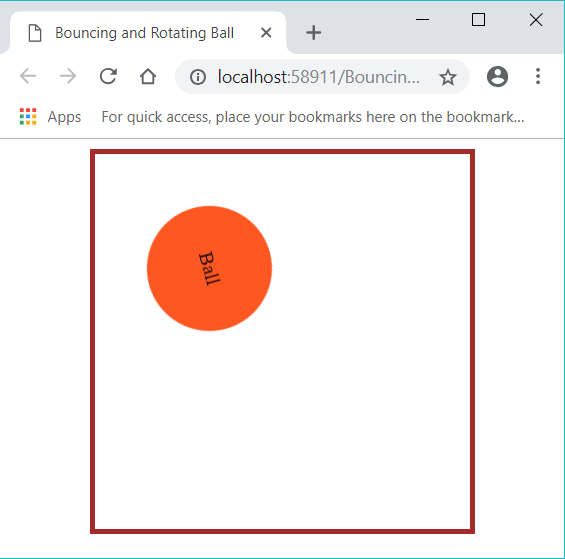 Bouncing and Rotating Ball
localhost:58911/Bouncin...
Apps For quick access, place your bookmarks here on the bookmark...
Ball